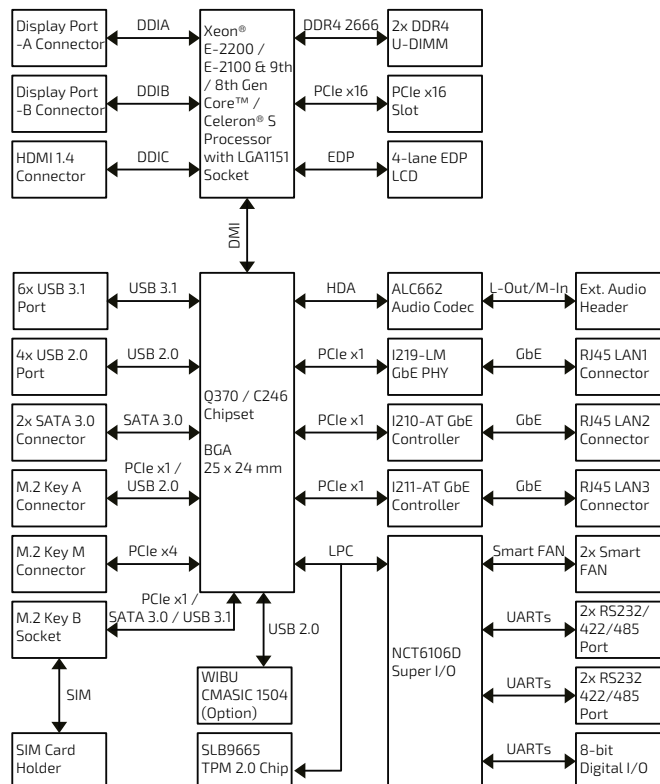 Display Port
-A Connector
DDIA
Xeon®
E-2200 /
E-2100 & 9th
/ 8th Gen
Core™ /
Celeron® S
Processor
with LGA1151
Socket
DDR4 2666
2x DDR4
U-DIMM
Display Port
-B Connector
DDIB
PCIe x16
PCIe x16
Slot
HDMI 1.4
Connector
DDIC
EDP
4-lane EDP
LCD
DMI
6x USB 3.1
Port
USB 3.1
Q370 / C246
Chipset
BGA
25 x 24 mm
HDA
ALC662
Audio Codec
L-Out/M-In
Ext. Audio
Header
4x USB 2.0
Port
USB 2.0
PCIe x1
I219-LM
GbE PHY
GbE
RJ45 LAN1
Connector
2x SATA 3.0
Connector
SATA 3.0
PCIe x1
I210-AT GbE
Controller
GbE
RJ45 LAN2
Connector
M.2 Key A
Connector
PCIe x1 /
USB 2.0
PCIe x1
I211-AT GbE
Controller
GbE
RJ45 LAN3
Connector
M.2 Key M
Connector
PCIe x4
LPC
NCT6106D
Super I/O
Smart FAN
2x Smart
FAN
M.2 Key B
Socket
PCIe x1 /
SATA 3.0 / USB 3.1
USB 2.0
UARTs
2x RS232/
422/485
Port
SIM
WIBU
CMASIC 1504
(Option)
UARTs
2x RS232
422/485
Port
SIM Card
Holder
SLB9665
TPM 2.0 Chip
UARTs
8-bit
Digital I/O